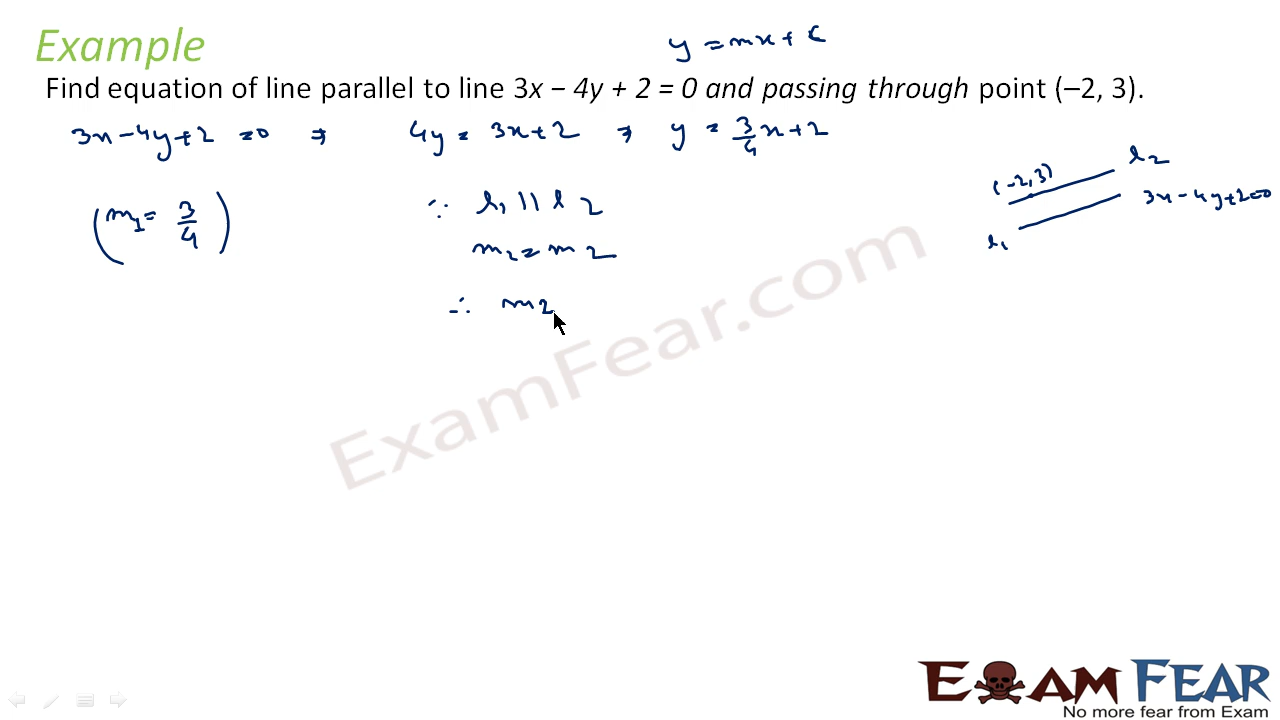 Example
y = mx + c
Find equation of line parallel to line 3x − 4y + 2 = 0 and passing through point (–2, 3).
3x − 4y + 2 = 0 ⇒ 4y = 3x + 2 ⇒ y = 3/4 x + 2
(−2, 3) l2
3x − 4y + 2 = 0
l1
(m1 = 3/4)
∵ l1 || l2
m2 = m2
∴ m2
ExamFear.com
EXAM FEAR
No more fear from Exam